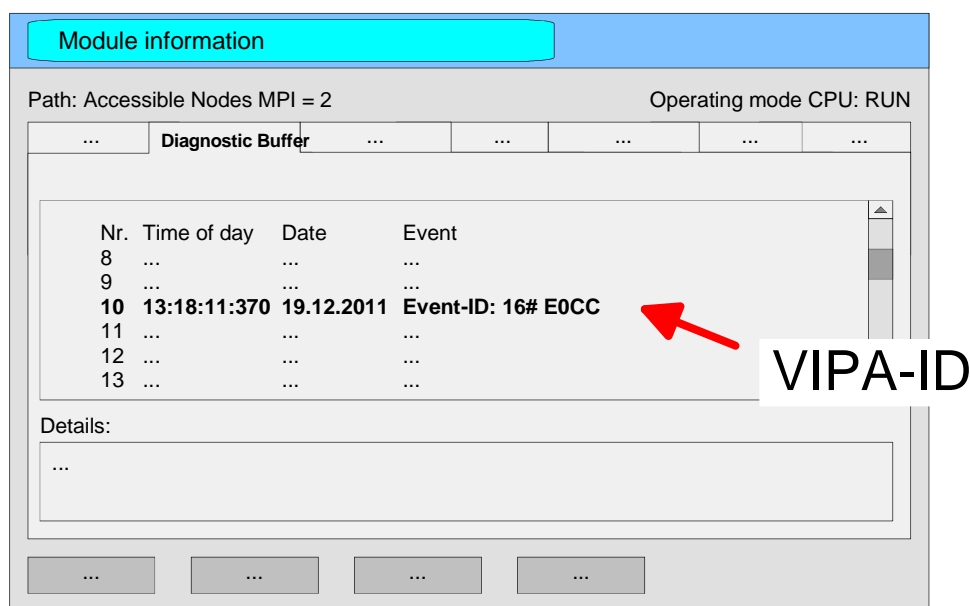 Module information
Path: Accessible Nodes MPI = 2 Operating mode CPU: RUN
... Diagnostic Buffer ... ... ... ... ...
Nr. Time of day Date Event
8 ... ... ...
9 ... ... ...
10 13:18:11:370 19.12.2011 Event-ID: 16# E0CC
11 ... ... ...
12 ... ... ...
13 ... ... ...
VIPA-ID
Details:
...
... ... ... ...